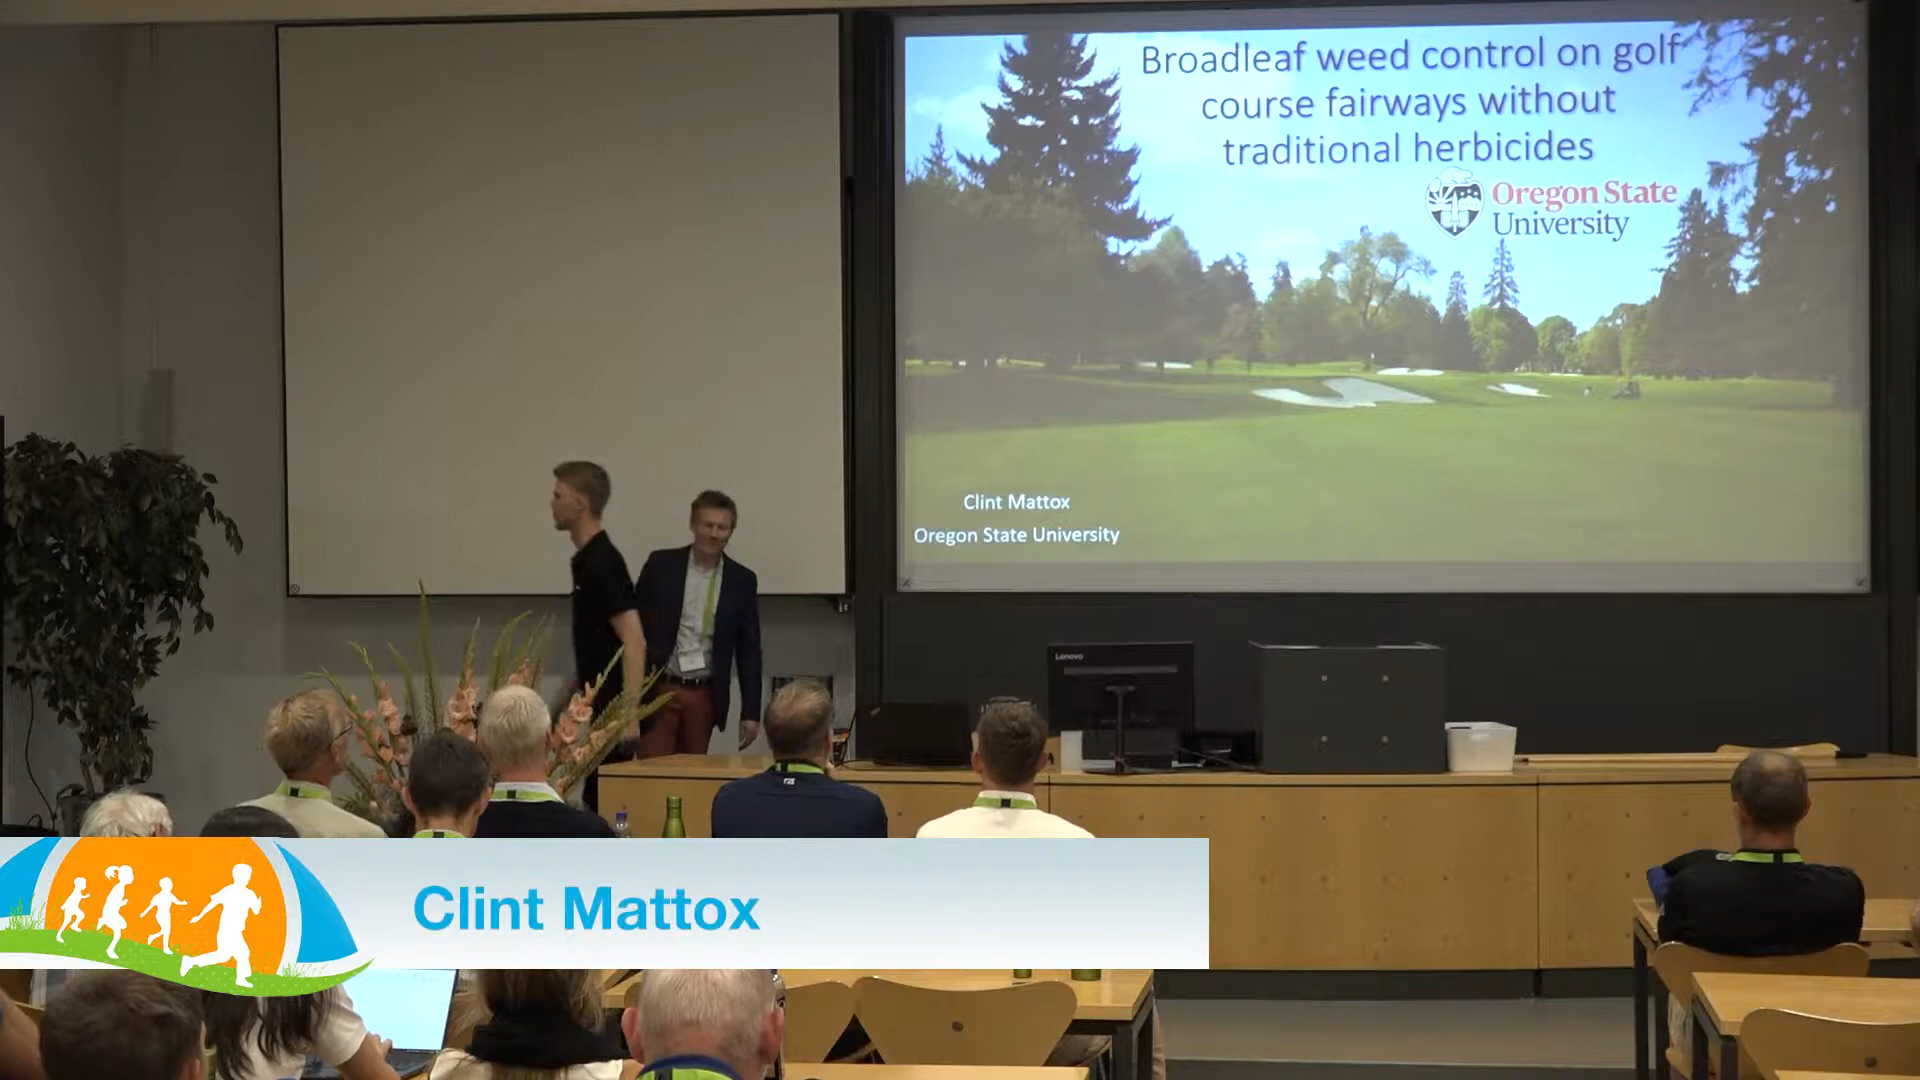 Broadleaf weed control on golf
course fairways without
traditional herbicides
Oregon State
University
Clint Mattox
Oregon State University
Lenovo
Clint Mattox